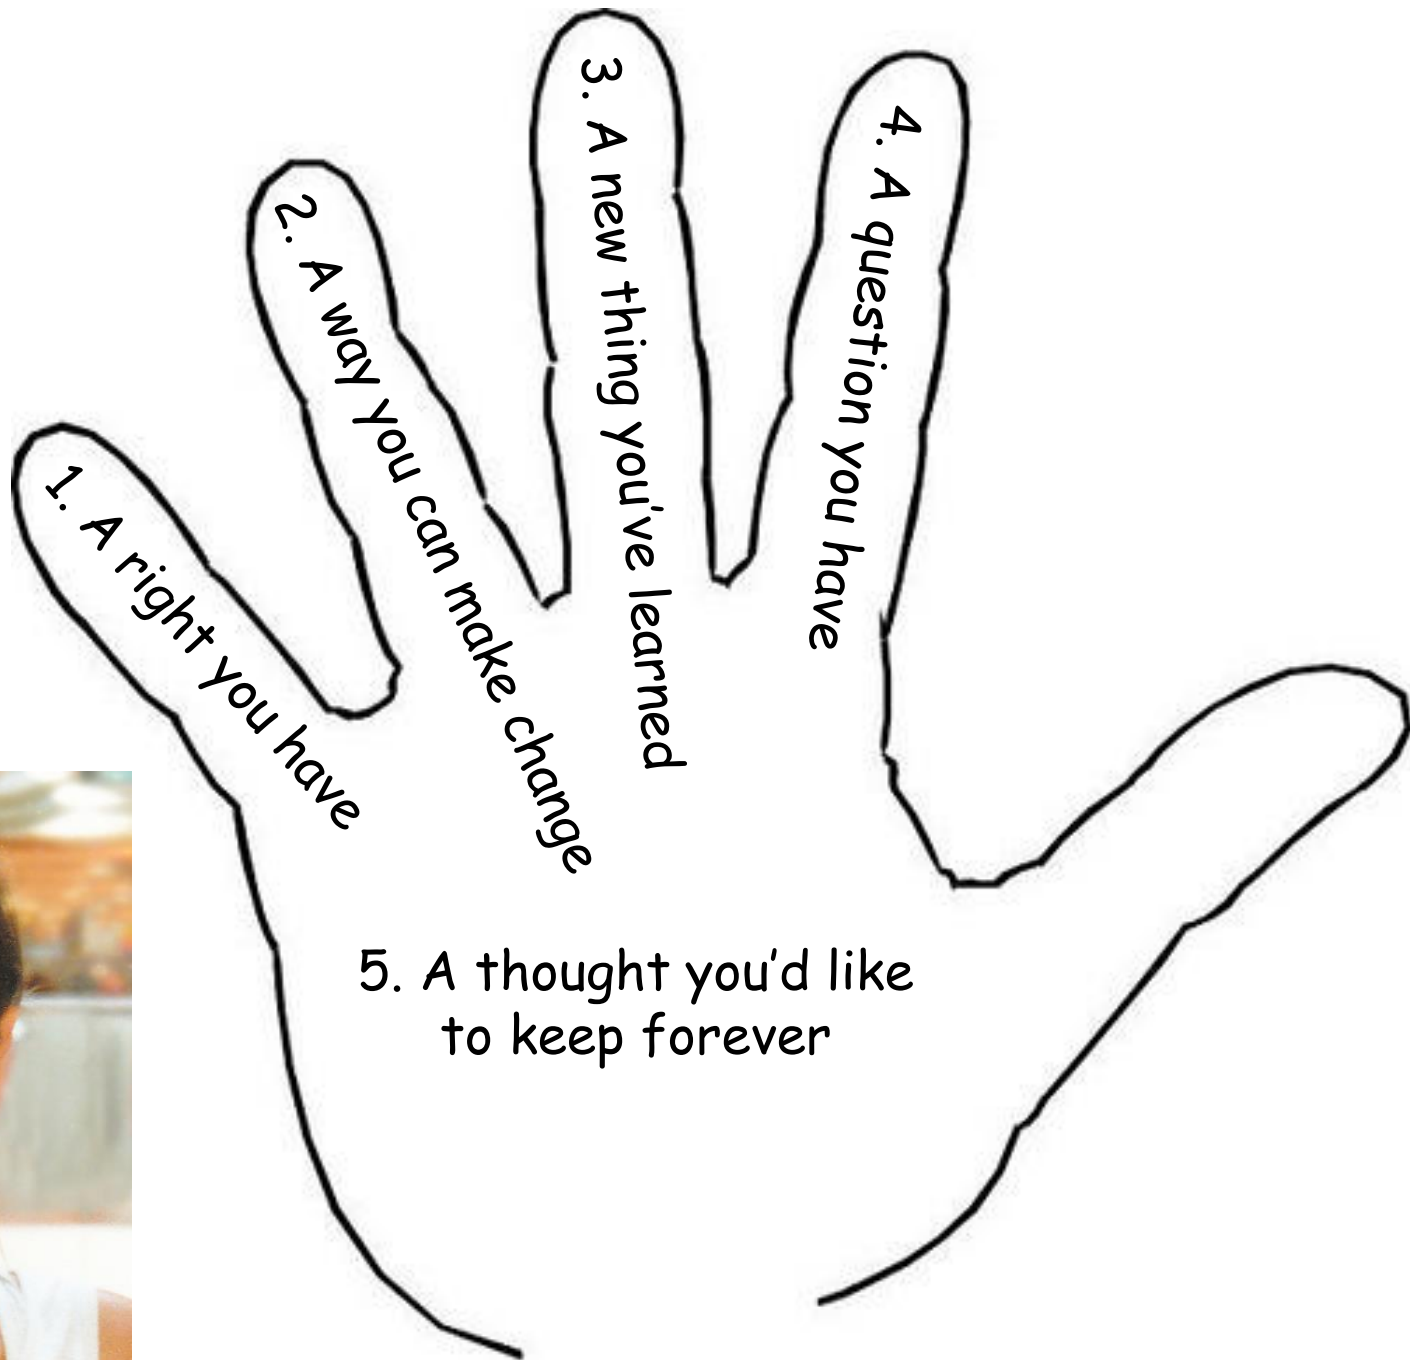 1. A right you have
2. A way you can make change
3. A new thing you've learned
4. A question you have
5. A thought you'd like
to keep forever